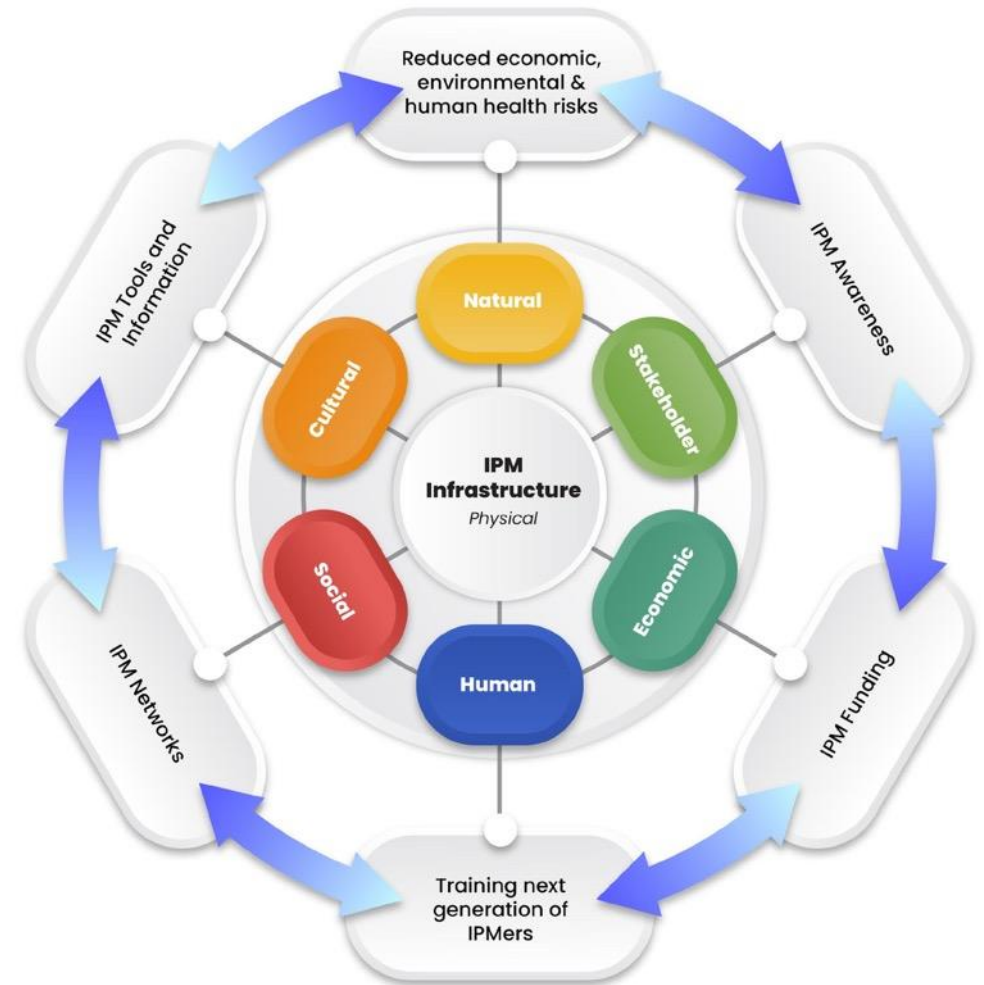 Reduced economic,
environmental &
human health risks
IPM Awareness
IPM Funding
Training next
generation of
IPMers
IPM Networks
IPM Tools and
Information
Natural
Stakeholder
Economic
Human
Social
Cultural
IPM
Infrastructure
Physical